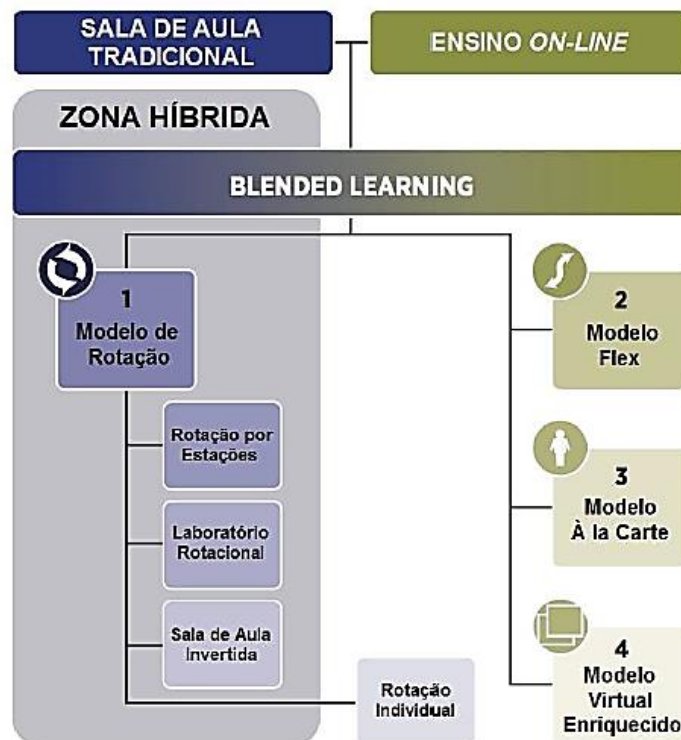 SALA DE AULA
TRADICIONAL
ENSINO ON-LINE
ZONA HÍBRIDA
BLENDED LEARNING
1
Modelo de
Rotação
Rotação por
Estações
Laboratório
Rotacional
Sala de Aula
Invertida
Rotação
Individual
2
Modelo
Flex
3
Modelo
À la Carte
4
Modelo
Virtual
Enriquecido